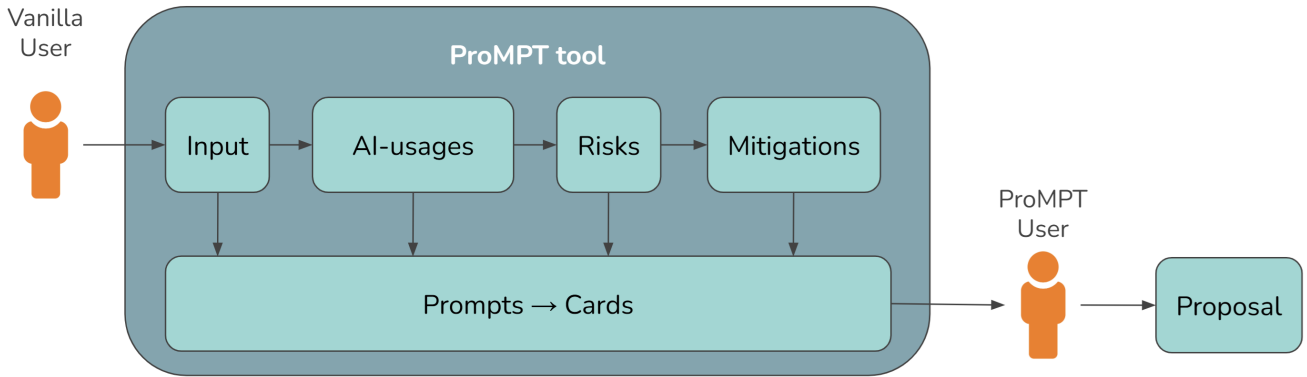 Vanilla
User
ProMPT tool
Input
AI-usages
Risks
Mitigations
Prompts → Cards
ProMPT
User
Proposal